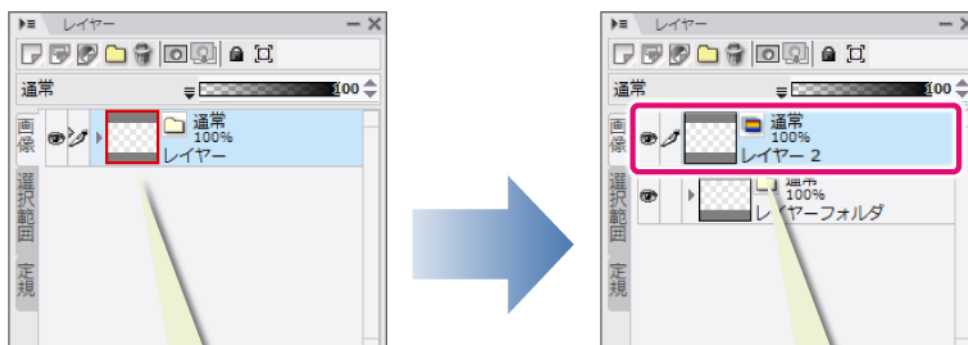 レイヤー
通常
100
画像
通常
100%
レイヤー
選択範囲
定規
レイヤー
通常
100
画像
通常
100%
レイヤー 2
通常
100%
レイヤーフォルダ
選択範囲
定規